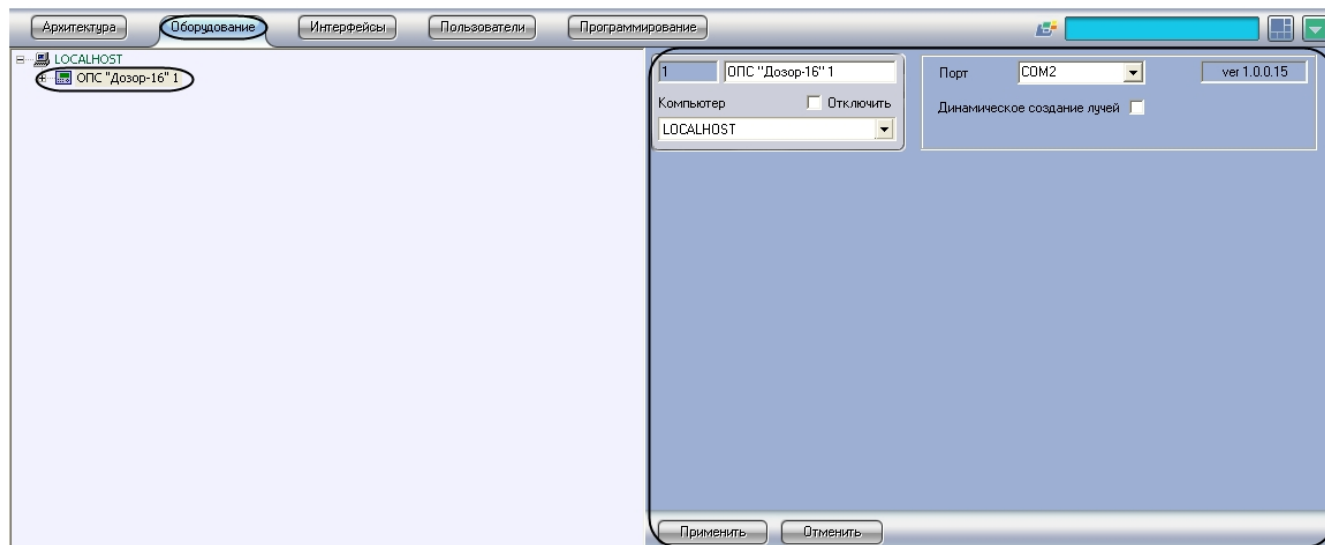 Архитектура Оборудование Интерфейсы Пользователи Программирование
LOCALHOST
ОПС "Дозор-16" 1
1 ОПС "Дозор-16" 1
Компьютер Отключить
LOCALHOST
Порт COM2 ver 1.0.0.15
Динамическое создание лучей
Применить Отменить